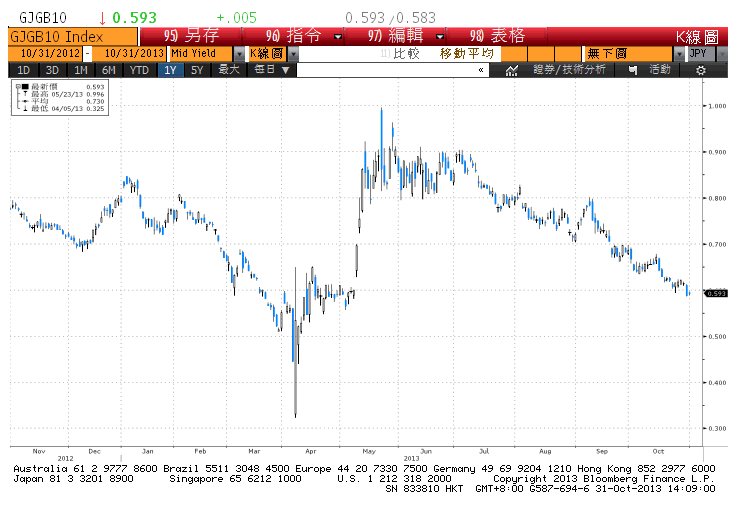 GJGB10 ↓ 0.593 +.005 0.593/0.583
GJGB10 Index 95) 另存 96) 指令 97) 編輯 98) 表格 K線圖
10/31/2012 - 10/31/2013 Mid Yield K線圖 比較 移動平均 無下圖 JPY
1D 3D 1M 6M YTD 1Y 5Y 最大 每日 ▼ « 證券/技術分析 活動
最新價 0.593
最高 05/23/13 0.996
平均 0.730
最低 04/05/13 0.325
1.000
0.900
0.800
0.700
0.593
0.500
0.400
0.300
Nov Dec Jan Feb Mar Apr May Jun Jul Aug Sep Oct
2012 2013
Australia 61 2 9777 8600 Brazil 5511 3048 4500 Europe 44 20 7330 7500 Germany 49 69 9204 1210 Hong Kong 852 2977 6000
Japan 81 3 3201 8900 Singapore 65 6212 1000 U.S. 1 212 318 2000 Copyright 2013 Bloomberg Finance L.P.
SN 833810 HKT GMT+8:00 G587-694-6 31-Oct-2013 14:09:00